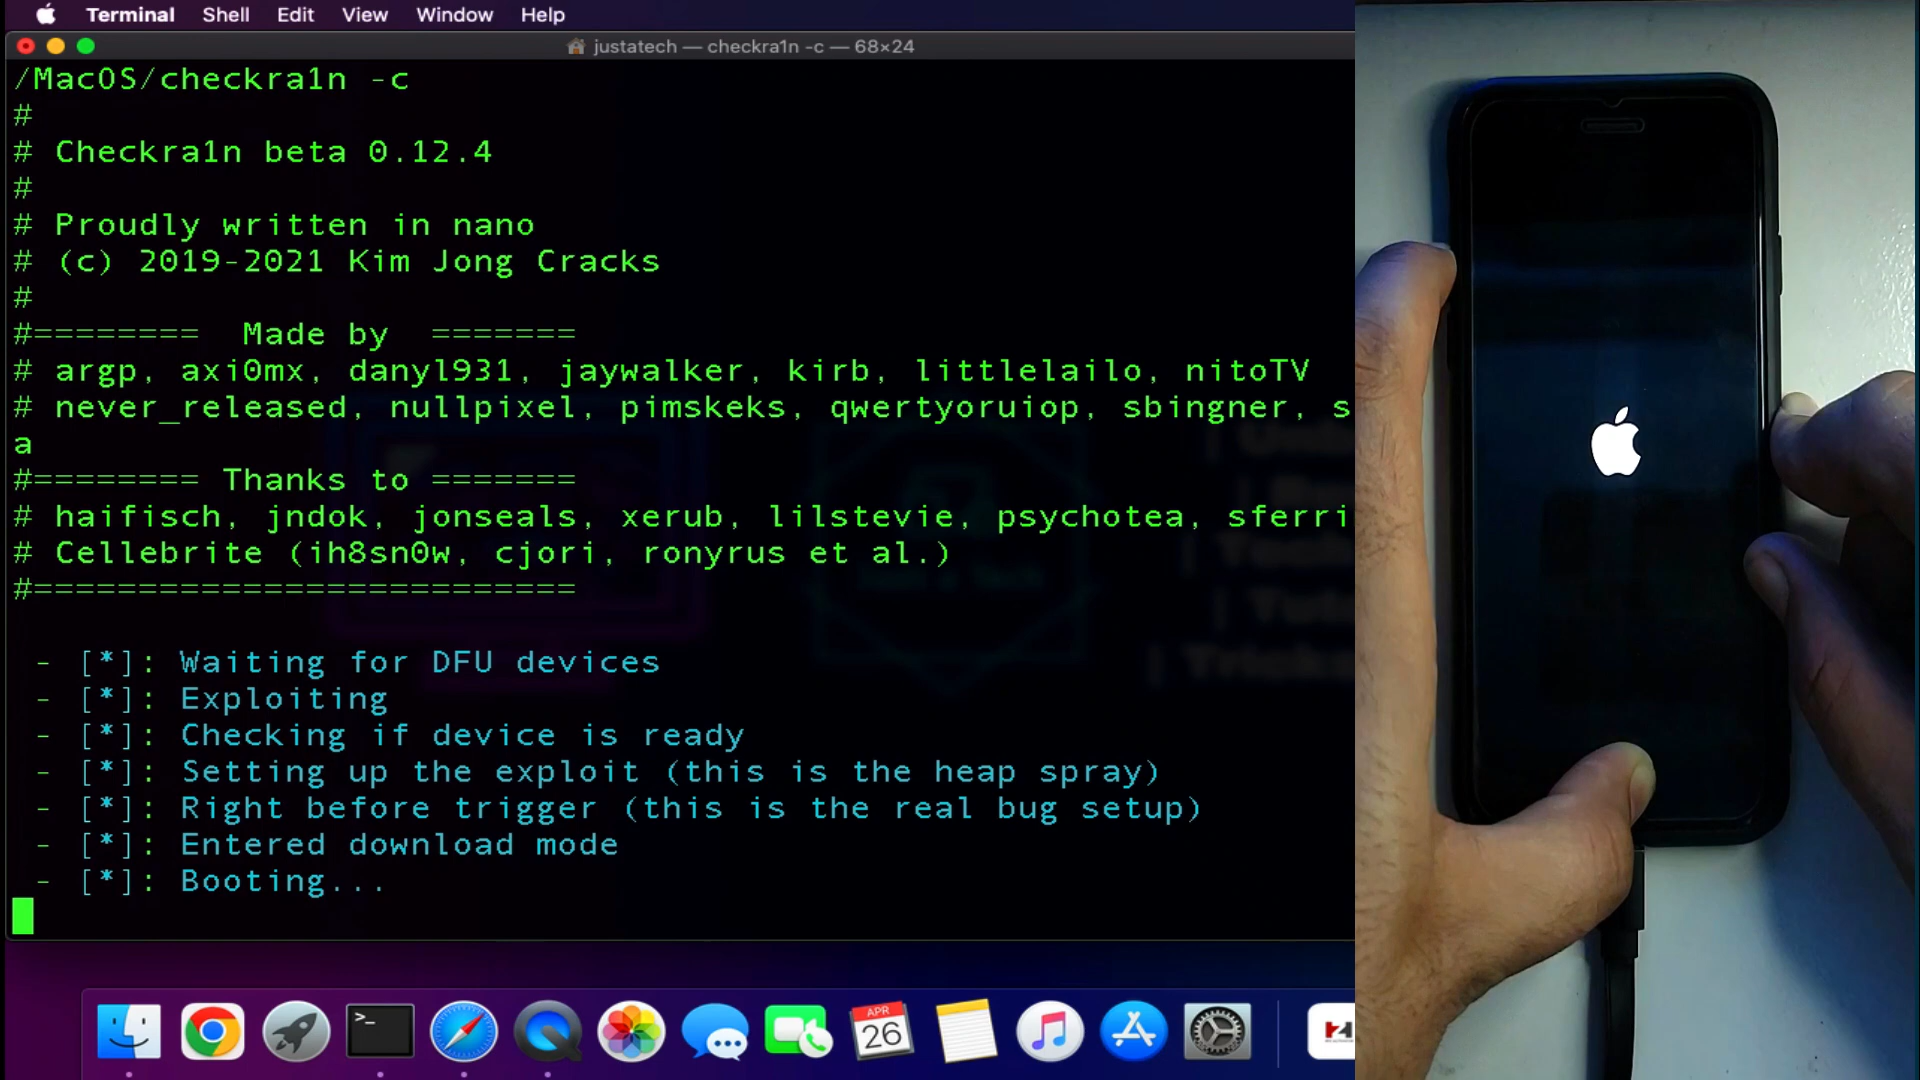 Terminal Shell Edit View Window Help
justatech — checkra1n -c — 68×24
/MacOS/checkra1n -c
#
# Checkra1n beta 0.12.4
#
# Proudly written in nano
# (c) 2019-2021 Kim Jong Cracks
#
#======== Made by =======
# argp, axi0mx, danyl931, jaywalker, kirb, littlelailo, nitoTV
# never_released, nullpixel, pimskeks, qwertyoruiop, sbingner, s
a
#======== Thanks to =======
# haifisch, jndok, jonseals, xerub, lilstevie, psychotea, sferri
# Cellebrite (ih8sn0w, cjori, ronyrus et al.)
#==========================
- [*]: Waiting for DFU devices
- [*]: Exploiting
- [*]: Checking if device is ready
- [*]: Setting up the exploit (this is the heap spray)
- [*]: Right before trigger (this is the real bug setup)
- [*]: Entered download mode
- [*]: Booting...
>_
APR
26